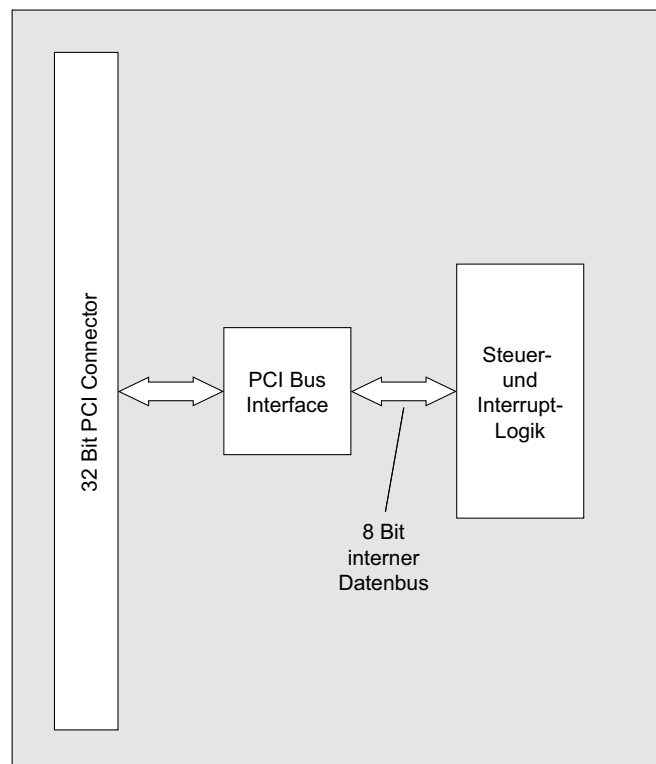 32 Bit PCI Connector
PCI Bus
Interface
Steuer-
und
Interrupt-
Logik
8 Bit
interner
Datenbus